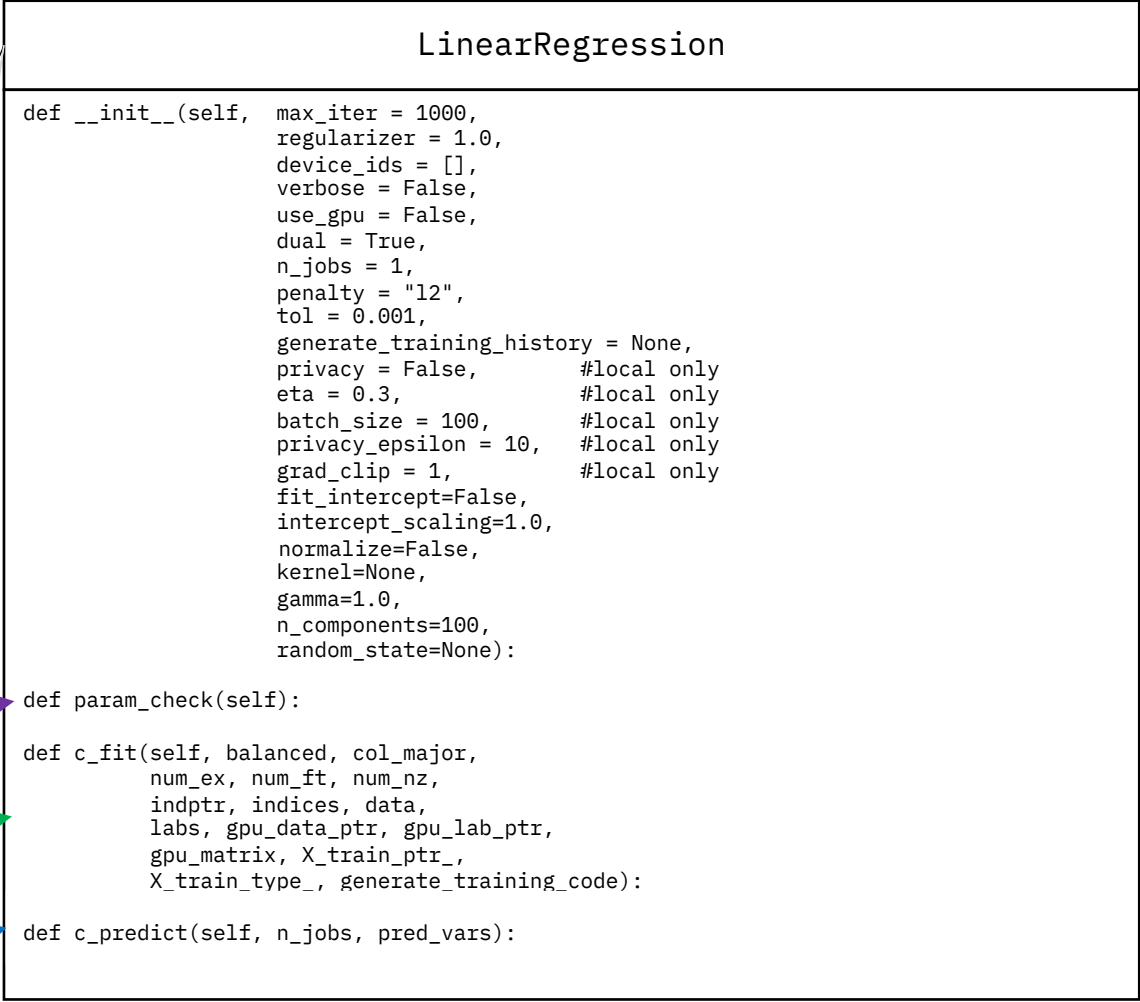 LinearRegression
def __init__(self,  max_iter = 1000,
                    regularizer = 1.0,
                    device_ids = [],
                    verbose = False,
                    use_gpu = False,
                    dual = True,
                    n_jobs = 1,
                    penalty = "l2",
                    tol = 0.001,
                    generate_training_history = None,
                    privacy = False,        #local only
                    eta = 0.3,              #local only
                    batch_size = 100,       #local only
                    privacy_epsilon = 10,   #local only
                    grad_clip = 1,          #local only
                    fit_intercept=False,
                    intercept_scaling=1.0,
                    normalize=False,
                    kernel=None,
                    gamma=1.0,
                    n_components=100,
                    random_state=None):
def param_check(self):
def c_fit(self, balanced, col_major,
          num_ex, num_ft, num_nz,
          indptr, indices, data,
          labs, gpu_data_ptr, gpu_lab_ptr,
          gpu_matrix, X_train_ptr_,
          X_train_type_, generate_training_code):
def c_predict(self, n_jobs, pred_vars):